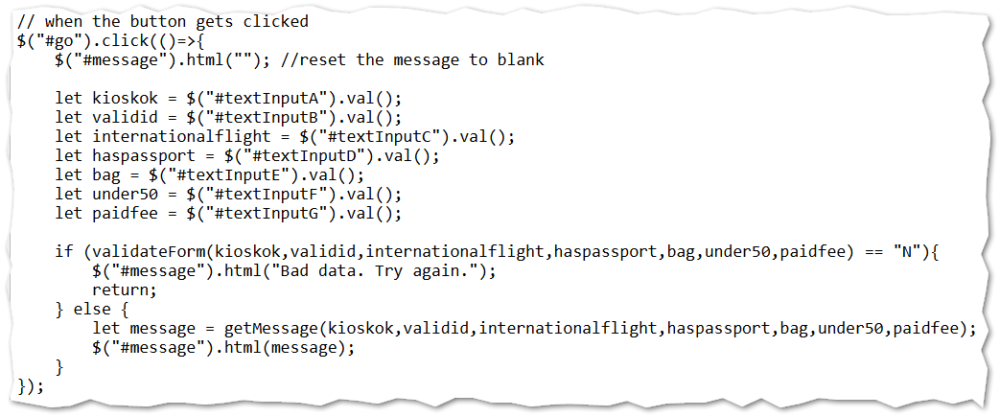 // when the button gets clicked
$("#go").click(()=>{
    $("#message").html(""); //reset the message to blank

    let kioskok = $("#textInputA").val();
    let validid = $("#textInputB").val();
    let internationalflight = $("#textInputC").val();
    let haspassport = $("#textInputD").val();
    let bag = $("#textInputE").val();
    let under50 = $("#textInputF").val();
    let paidfee = $("#textInputG").val();

    if (validateForm(kioskok,validid,internationalflight,haspassport,bag,under50,paidfee) == "N"){
        $("#message").html("Bad data. Try again.");
        return;
    } else {
        let message = getMessage(kioskok,validid,internationalflight,haspassport,bag,under50,paidfee);
        $("#message").html(message);
    }
});